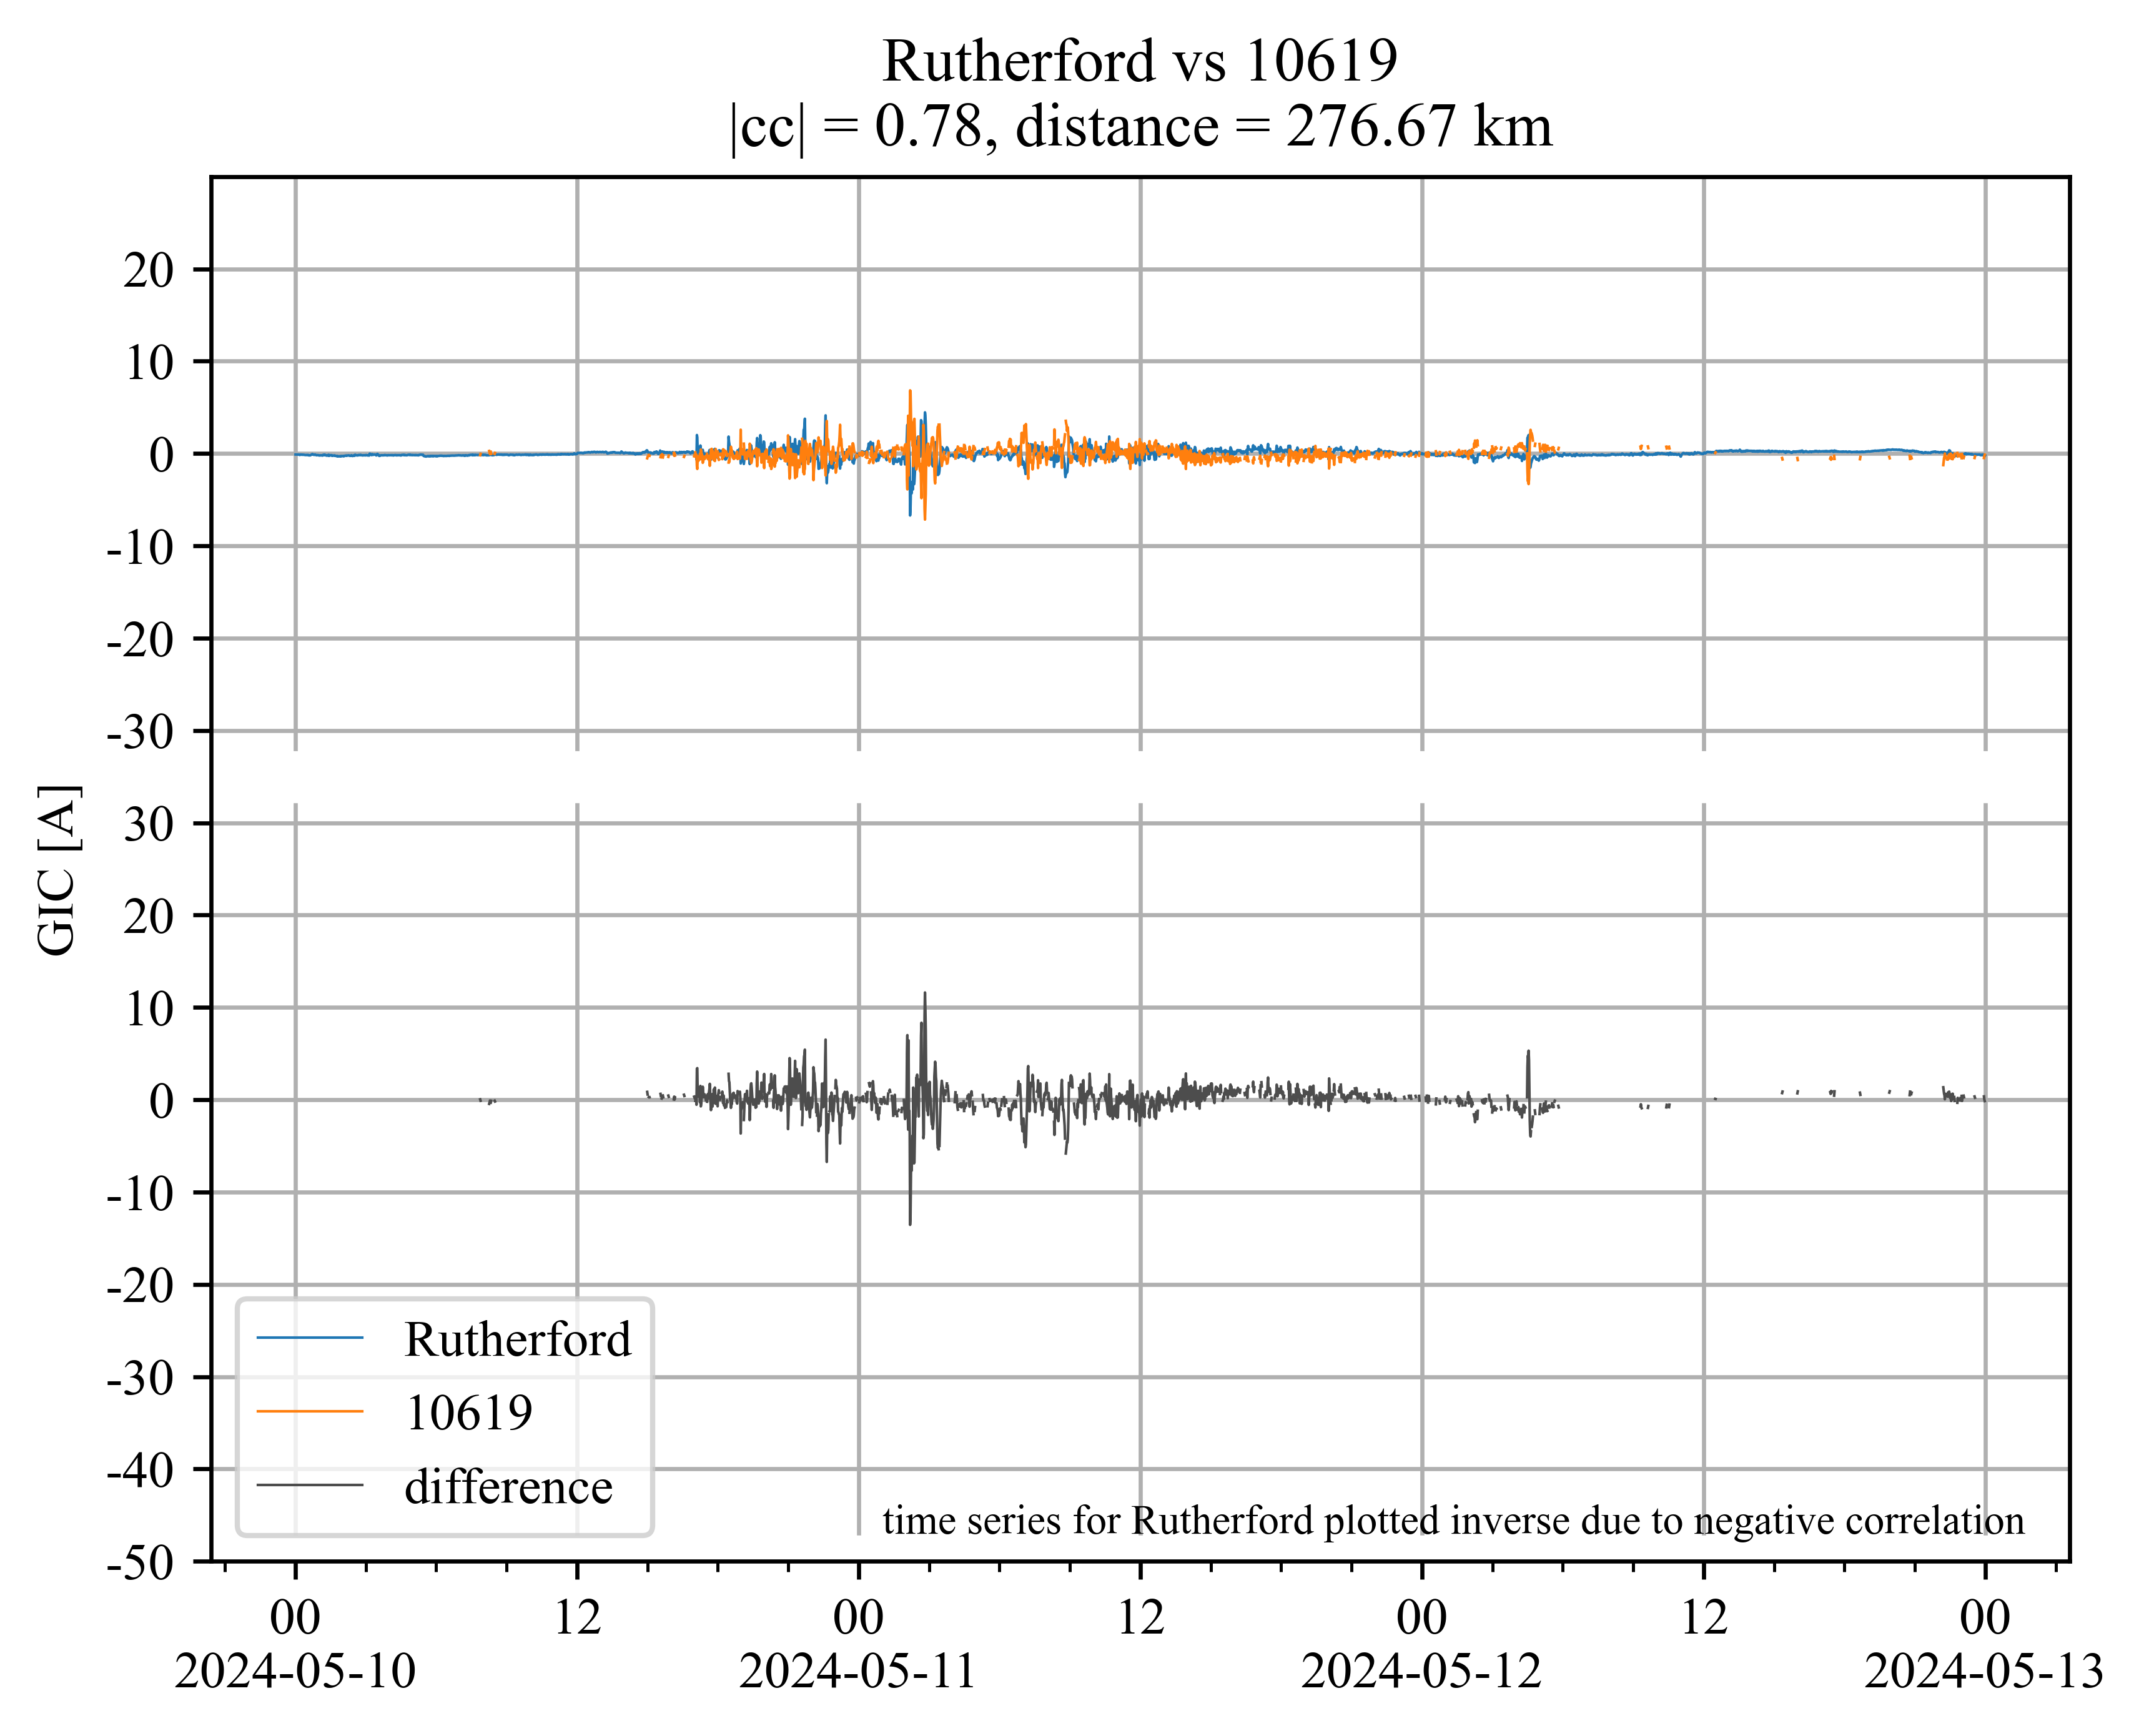 Rutherford vs 10619
|cc| = 0.78, distance = 276.67 km
GIC [A]
20
10
0
-10
-20
-30
30
20
10
0
-10
-20
-30
-40
-50
Rutherford
10619
difference
time series for Rutherford plotted inverse due to negative correlation
00 12 00 12 00 12 00
2024-05-10 2024-05-11 2024-05-12 2024-05-13